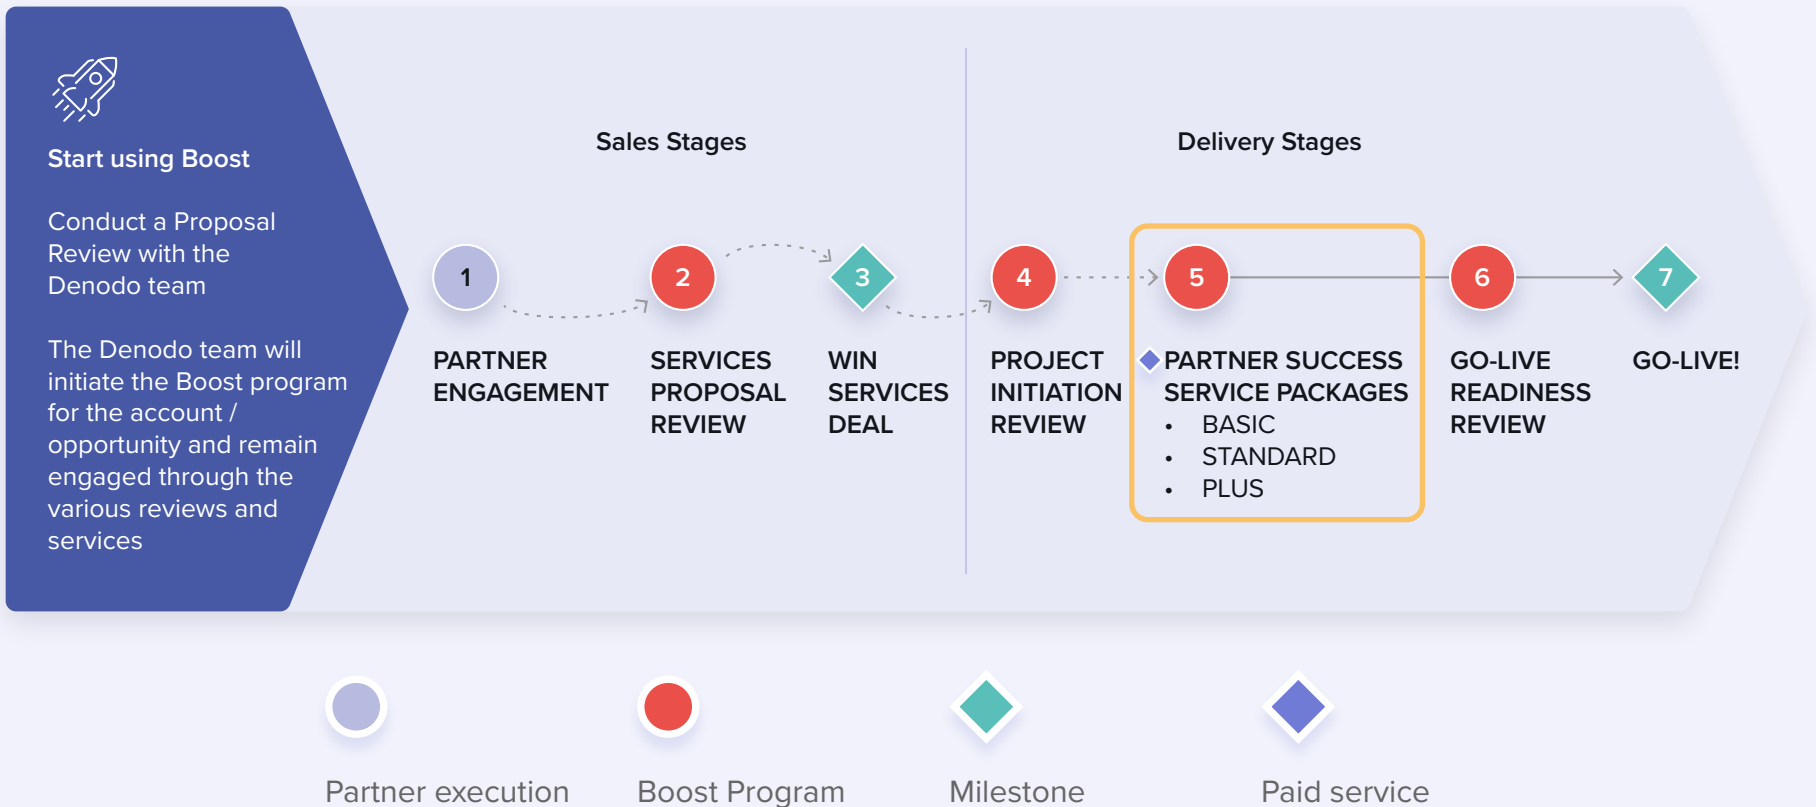 Start using Boost
Conduct a Proposal
Review with the
Denodo team
The Denodo team will
initiate the Boost program
for the account /
opportunity and remain
engaged through the
various reviews and
services
Sales Stages
Delivery Stages
1
2
3
4
5
6
7
PARTNER
ENGAGEMENT
SERVICES
PROPOSAL
REVIEW
WIN
SERVICES
DEAL
PROJECT
INITIATION
REVIEW
PARTNER SUCCESS
SERVICE PACKAGES
• BASIC
• STANDARD
• PLUS
GO-LIVE
READINESS
REVIEW
GO-LIVE!
Partner execution
Boost Program
Milestone
Paid service